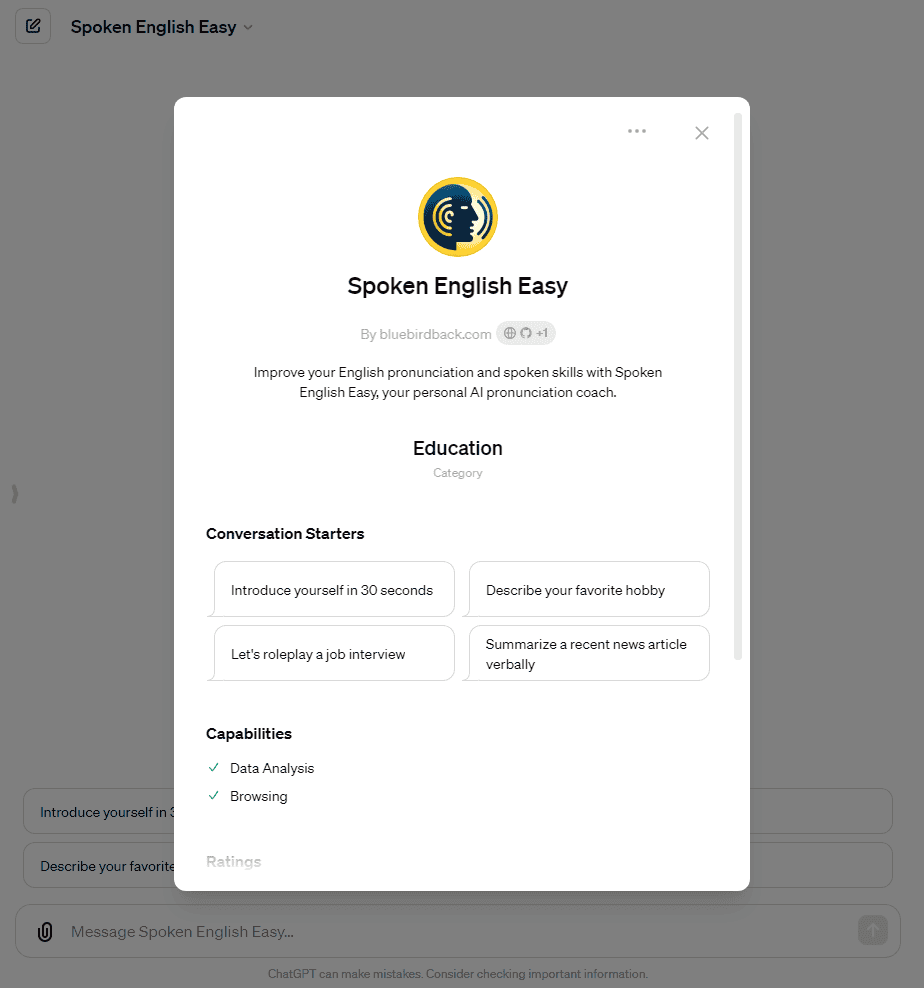 Spoken English Easy
Spoken English Easy
By bluebirdback.com +1
Improve your English pronunciation and spoken skills with Spoken
English Easy, your personal AI pronunciation coach.
Education
Category
Conversation Starters
Introduce yourself in 30 seconds
Describe your favorite hobby
Let's roleplay a job interview
Summarize a recent news article
verbally
Capabilities
Data Analysis
Browsing
Ratings
Introduce yourself in
Describe your favorite
Message Spoken English Easy...
ChatGPT can make mistakes. Consider checking important information.